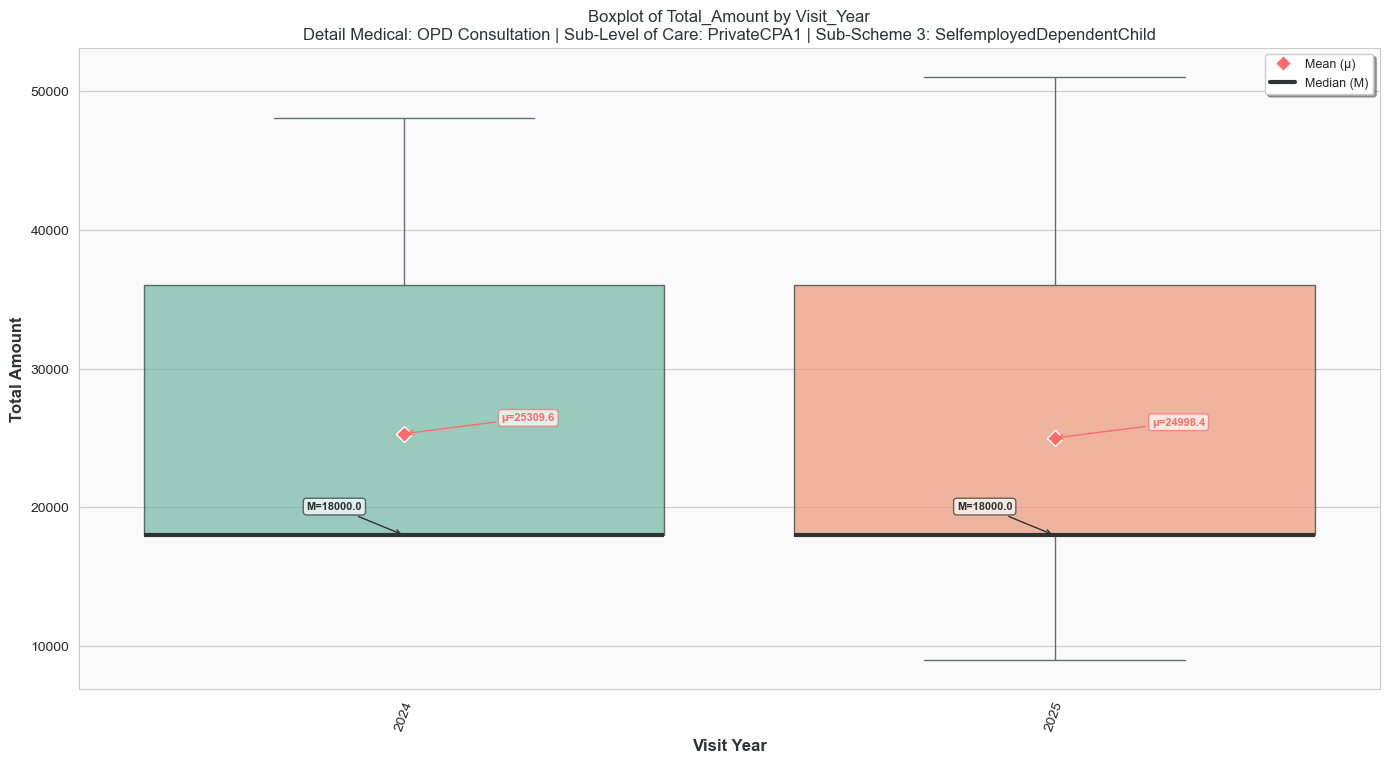 Boxplot of Total_Amount by Visit_Year
Detail Medical: OPD Consultation | Sub-Level of Care: PrivateCPA1 | Sub-Scheme 3: SelfemployedDependentChild
Mean (μ)
Median (M)
50000
40000
30000
20000
10000
Total Amount
μ=25309.6
μ=24998.4
M=18000.0
M=18000.0
2024
2025
Visit Year